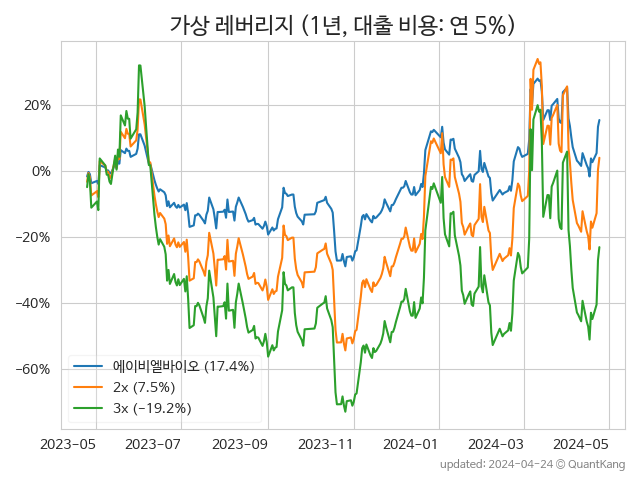 가상 레버리지 (1년, 대출 비용: 연 5%)
20%
0%
−20%
−40%
−60%
에이비엘바이오 (17.4%)
2x (7.5%)
3x (−19.2%)
2023-05 2023-07 2023-09 2023-11 2024-01 2024-03 2024-05
updated: 2024-04-24 © QuantKang